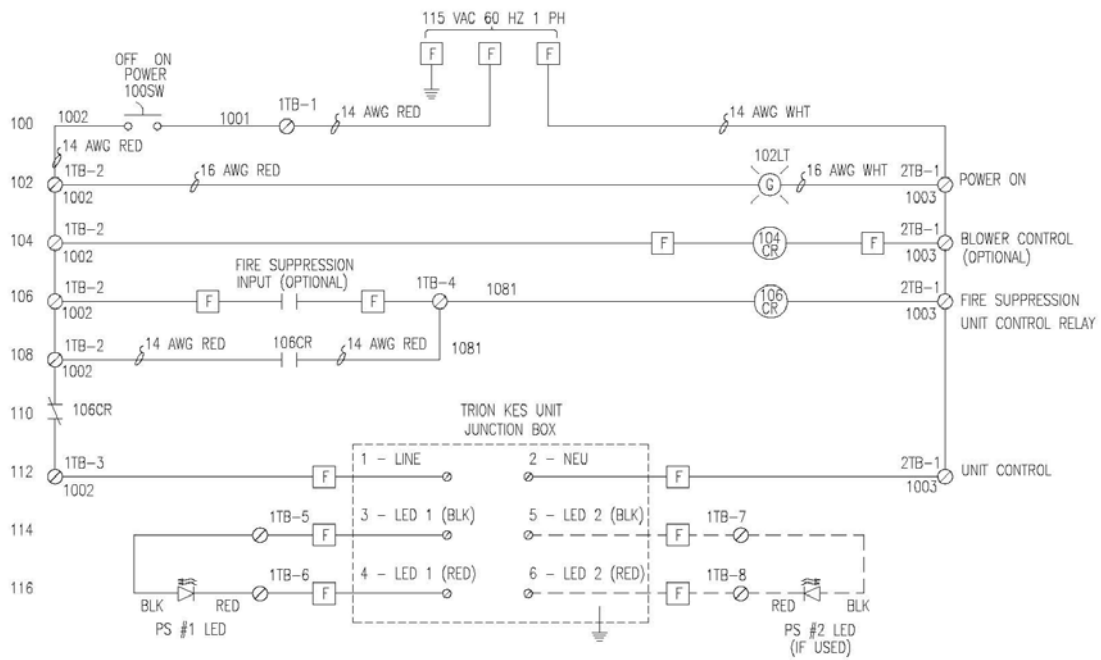 115 VAC 60 HZ 1 PH
F F F
OFF ON
POWER
100SW
100 1002 1001 1TB-1 14 AWG RED 14 AWG WHT
14 AWG RED
102 1TB-2 16 AWG RED 102LT G 16 AWG WHT 2TB-1 POWER ON
1002 1003
104 1TB-2 F 104 CR F 2TB-1 BLOWER CONTROL
1002 1003 (OPTIONAL)
FIRE SUPPRESSION
INPUT (OPTIONAL)
106 1TB-2 F F 1TB-4 1081 106 CR 2TB-1 FIRE SUPPRESSION
1002 1003 UNIT CONTROL RELAY
108 1TB-2 14 AWG RED 106CR 14 AWG RED 1081
1002
110 106CR
TRION KES UNIT
JUNCTION BOX
112 1TB-3 F 1 - LINE 2 - NEU F 2TB-1 UNIT CONTROL
1002 1003
114 1TB-5 F 3 - LED 1 (BLK) 5 - LED 2 (BLK) F 1TB-7
116 1TB-6 F 4 - LED 1 (RED) 6 - LED 2 (RED) F 1TB-8
BLK RED RED BLK
PS #1 LED PS #2 LED
(IF USED)